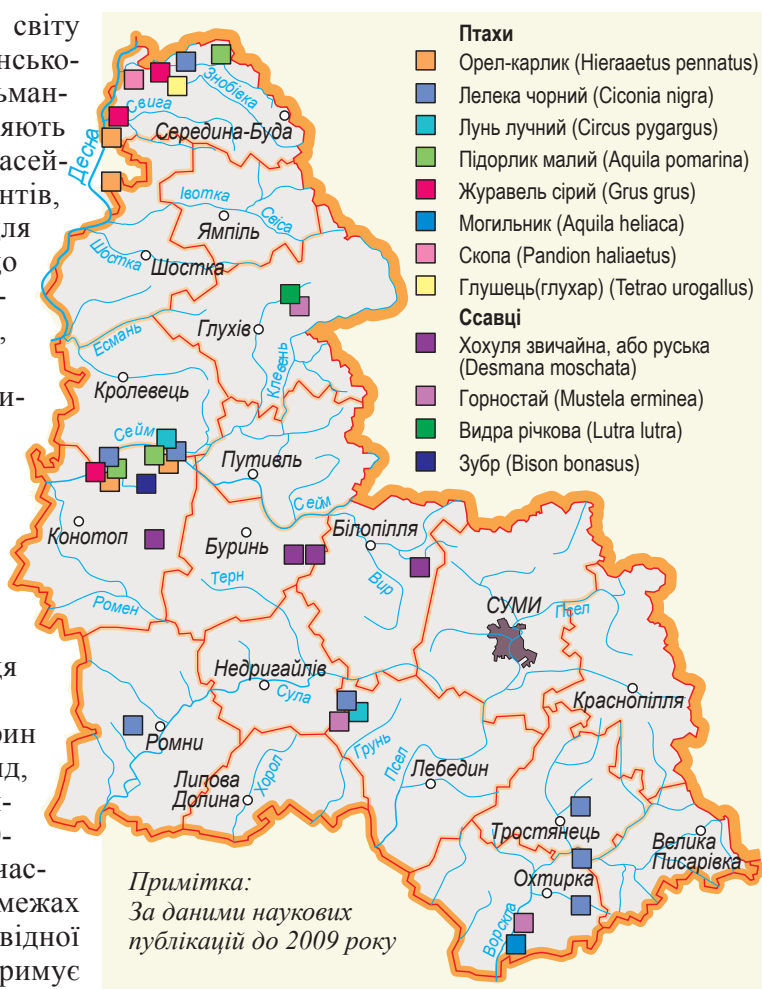 світу
нсько-
ьман-
яють
асей-
нтів,
ля
до
-
,
и-
ля
рин
ид,
и-
0-
час-
межах
відної
римує
Птахи
Орел-карлик (Hieraaetus pennatus)
Лелека чорний (Ciconia nigra)
Лунь лучний (Circus pygargus)
Підорлик малий (Aquila pomarina)
Журавель сірий (Grus grus)
Могильник (Aquila heliaca)
Скопа (Pandion haliaetus)
Глушець(глухар) (Tetrao urogallus)
Ссавці
Хохуля звичайна, або руська
(Desmana moschata)
Горностай (Mustela erminea)
Видра річкова (Lutra lutra)
Зубр (Bison bonasus)
Знобівка
Свига
Середина-Буда
Десна
Івотка
Свіса
Ямпіль
Шостка
Шостка
Глухів
Есмань
Клевень
Кролевець
Сейм
Путивль
Сейм
Конотоп
Буринь
Білопілля
Терн
Вир
Ромен
СУМИ
Псел
Недригайлів
Сула
Краснопілля
Ромни
Грунь
Псел
Липова
Долина
Хорол
Лебедин
Тростянець
Велика
Писарівка
Охтирка
Ворскла
Примітка:
За даними наукових
публікацій до 2009 року